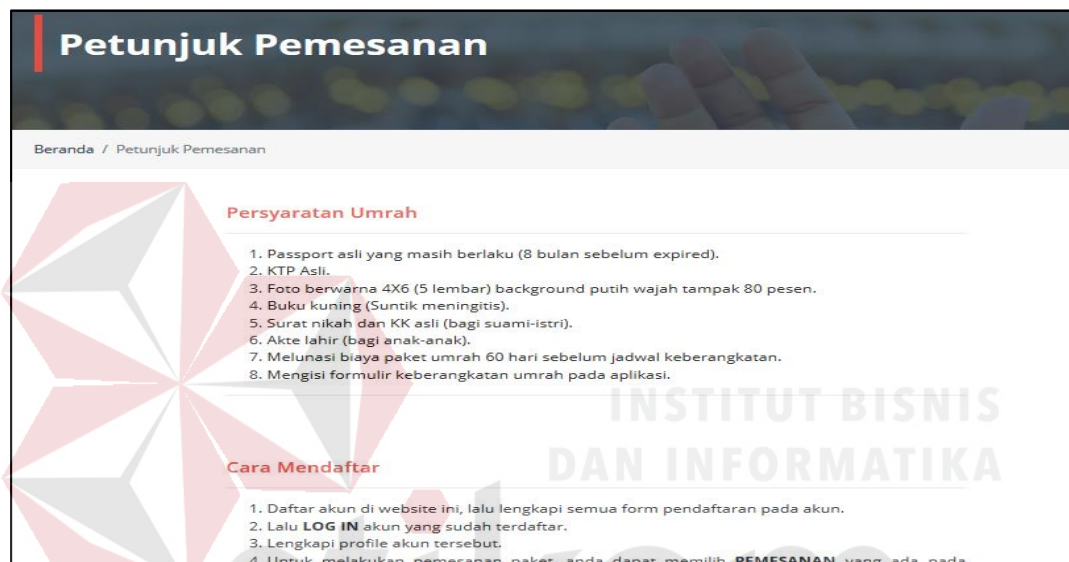 Petunjuk Pemesanan
Beranda / Petunjuk Pemesanan
Persyaratan Umrah
1. Passport asli yang masih berlaku (8 bulan sebelum expired).
2. KTP Asli.
3. Foto berwarna 4X6 (5 lembar) background putih wajah tampak 80 pesen.
4. Buku kuning (Suntik meningitis).
5. Surat nikah dan KK asli (bagi suami-istri).
6. Akte lahir (bagi anak-anak).
7. Melunasi biaya paket umrah 60 hari sebelum jadwal keberangkatan.
8. Mengisi formulir keberangkatan umrah pada aplikasi.
INSTITUT BISNIS
DAN INFORMATIKA
Cara Mendaftar
1. Daftar akun di website ini, lalu lengkapi semua form pendaftaran pada akun.
2. Lalu LOG IN akun yang sudah terdaftar.
3. Lengkapi profile akun tersebut.
4. Untuk melakukan pemesanan paket, anda dapat memilih PEMESANAN yang ada pada